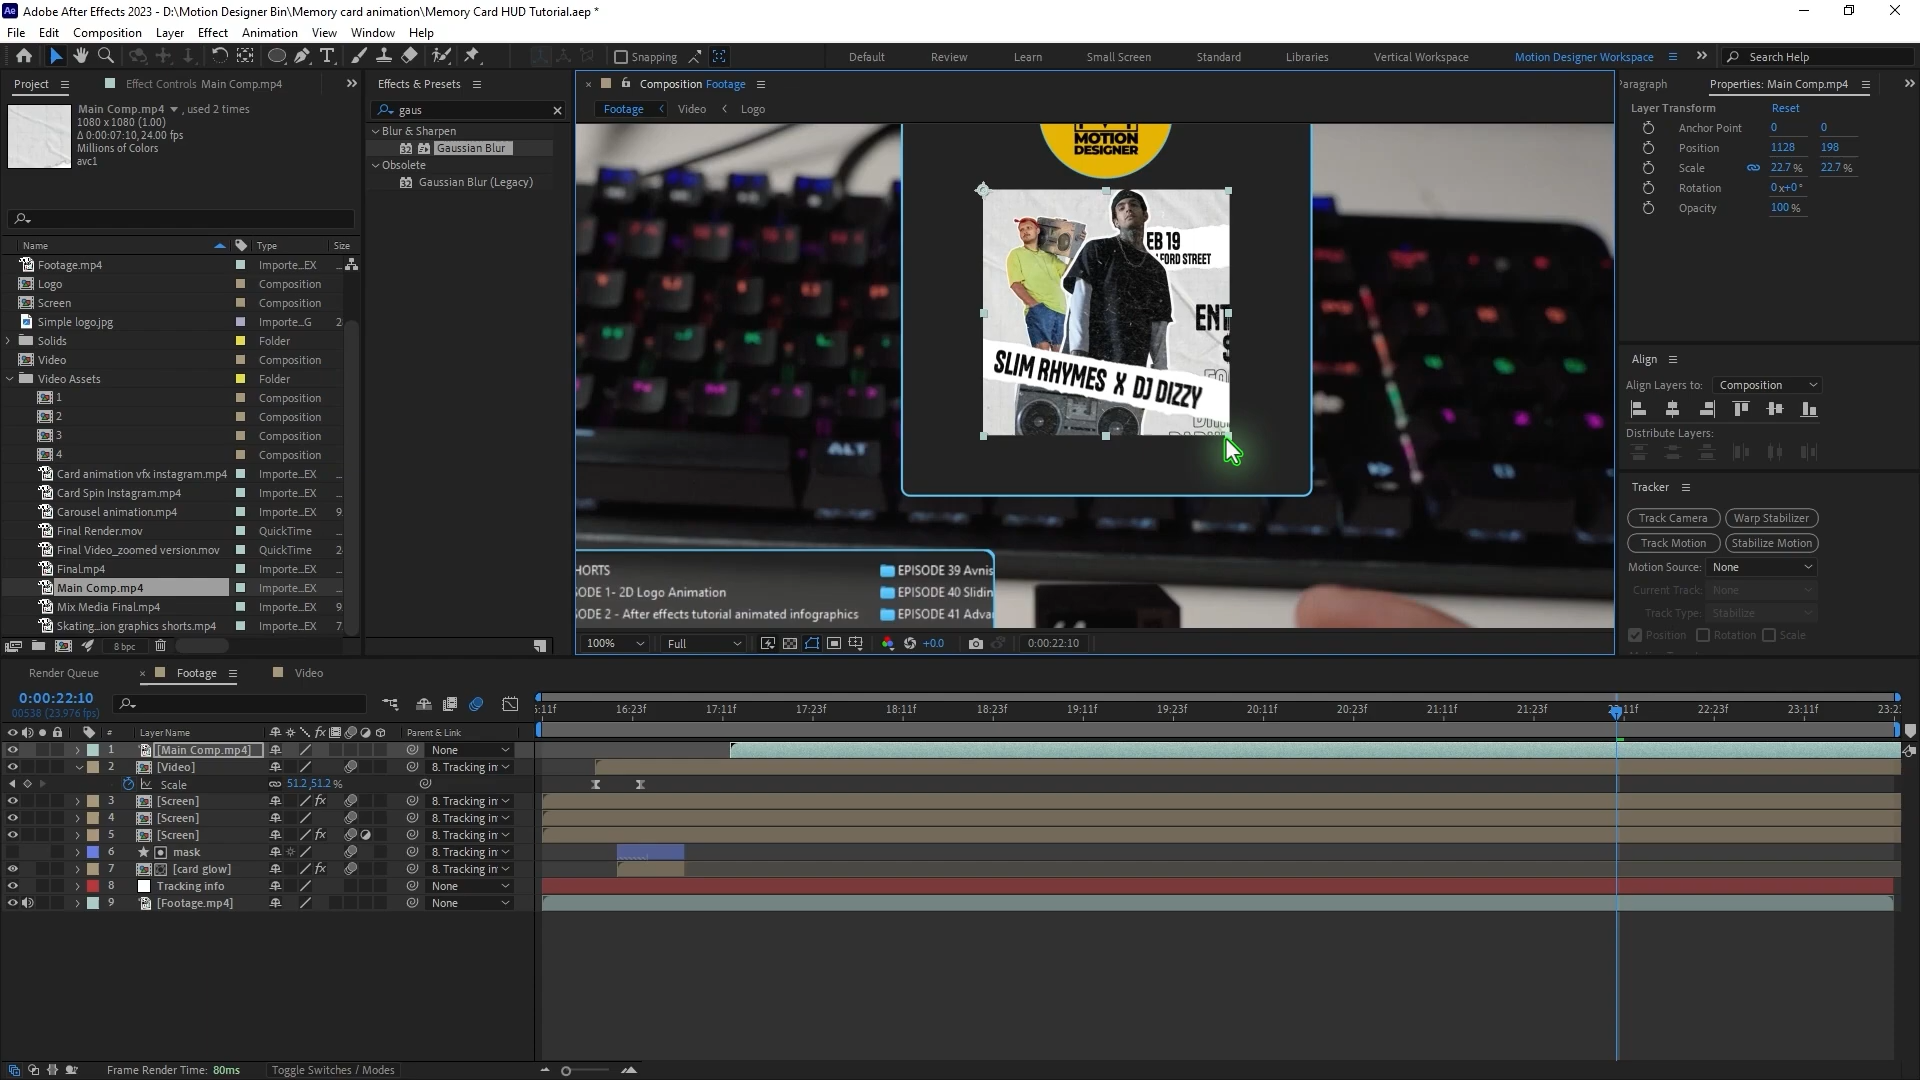 Adobe After Effects 2023 - D:\Motion Designer Bin\Memory card animation\Memory Card HUD Tutorial.aep *
File Edit Composition Layer Effect Animation View Window Help
Snapping Default Review Learn Small Screen Standard Libraries Vertical Workspace Motion Designer Workspace Search Help
Project Effect Controls Main Comp.mp4
Main Comp.mp4 , used 2 times
1080 x 1080 (1.00)
Δ 0:00:07:10, 24.00 fps
Millions of Colors
avc1
Name Type Size
Footage.mp4 Importe...EX
Logo Composition
Screen Composition
Simple logo.jpg Importe...G 2
Solids Folder
Video Composition
Video Assets Folder
1 Composition
2 Composition
3 Composition
4 Composition
Card animation vfx instagram.mp4 Importe...EX
Card Spin Instagram.mp4 Importe...EX
Carousel animation.mp4 Importe...EX 9
Final Render.mov QuickTime
Final Video_zoomed version.mov QuickTime 2
Final.mp4 Importe...EX
Main Comp.mp4 Importe...EX
Mix Media Final.mp4 Importe...EX 9
Skating...ion graphics shorts.mp4 Importe...EX 7
8 bpc
Effects & Presets
gaus
Blur & Sharpen
Gaussian Blur
Obsolete
Gaussian Blur (Legacy)
Composition Footage
Footage Video Logo
MOTION
DESIGNER
EB 19
FORD STREET
ENT
SLIM RHYMES X DJ DIZZY
ALT
HORTS
SODE 1- 2D Logo Animation
ODE 2 - After effects tutorial animated infographics
EPISODE 39 Avnis
EPISODE 40 Slidin
EPISODE 41 Adva
100% Full +0.0 0:00:22:10
Paragraph Properties: Main Comp.mp4
Layer Transform Reset
Anchor Point 0 0
Position 1128 198
Scale 22.7 % 22.7 %
Rotation 0x+0°
Opacity 100 %
Align
Align Layers to: Composition
Distribute Layers:
Tracker
Track Camera Warp Stabilizer
Track Motion Stabilize Motion
Motion Source: None
Current Track: None
Track Type: Stabilize
Position Rotation Scale
Render Queue Footage Video
0:00:22:10
00538 (23.976 fps)
5:11f 16:23f 17:11f 17:23f 18:11f 18:23f 19:11f 19:23f 20:11f 20:23f 21:11f 21:23f 22:11f 22:23f 23:11f 23:2
# Layer Name Parent & Link
1 [Main Comp.mp4] None
2 [Video] 8. Tracking in
Scale 51.2,51.2 %
3 [Screen] 8. Tracking in
4 [Screen] 8. Tracking in
5 [Screen] 8. Tracking in
6 mask 8. Tracking in
7 [card glow] 8. Tracking in
8 Tracking info None
9 [Footage.mp4] None
Frame Render Time: 80ms Toggle Switches / Modes